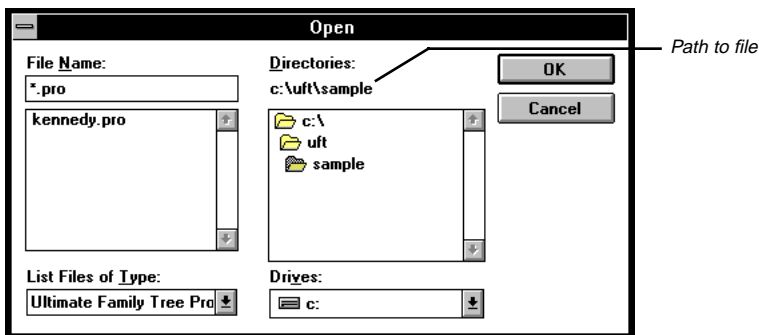 Open
File Name:
*.pro
kennedy.pro
Directories:
c:\uft\sample
c:\
uft
sample
OK
Cancel
Path to file
List Files of Type:
Ultimate Family Tree Pro
Drives:
c: